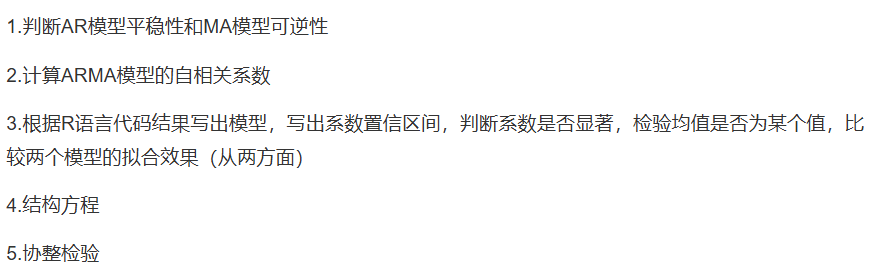 1.判断AR模型平稳性和MA模型可逆性
2.计算ARMA模型的自相关系数
3.根据R语言代码结果写出模型，写出系数置信区间，判断系数是否显著，检验均值是否为某个值，比
较两个模型的拟合效果（从两方面）
4.结构方程
5.协整检验